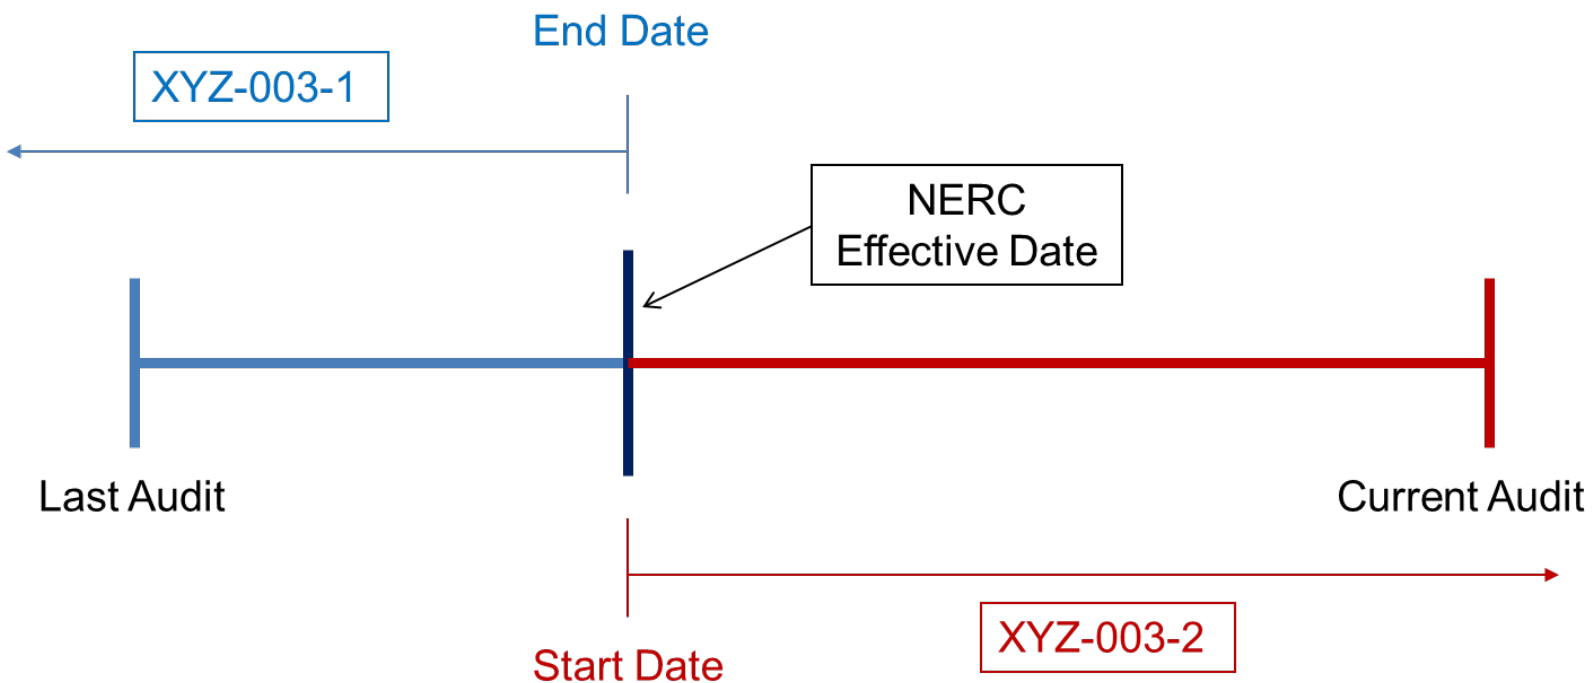 End Date
XYZ-003-1
NERC
Effective Date
Last Audit
Current Audit
XYZ-003-2
Start Date